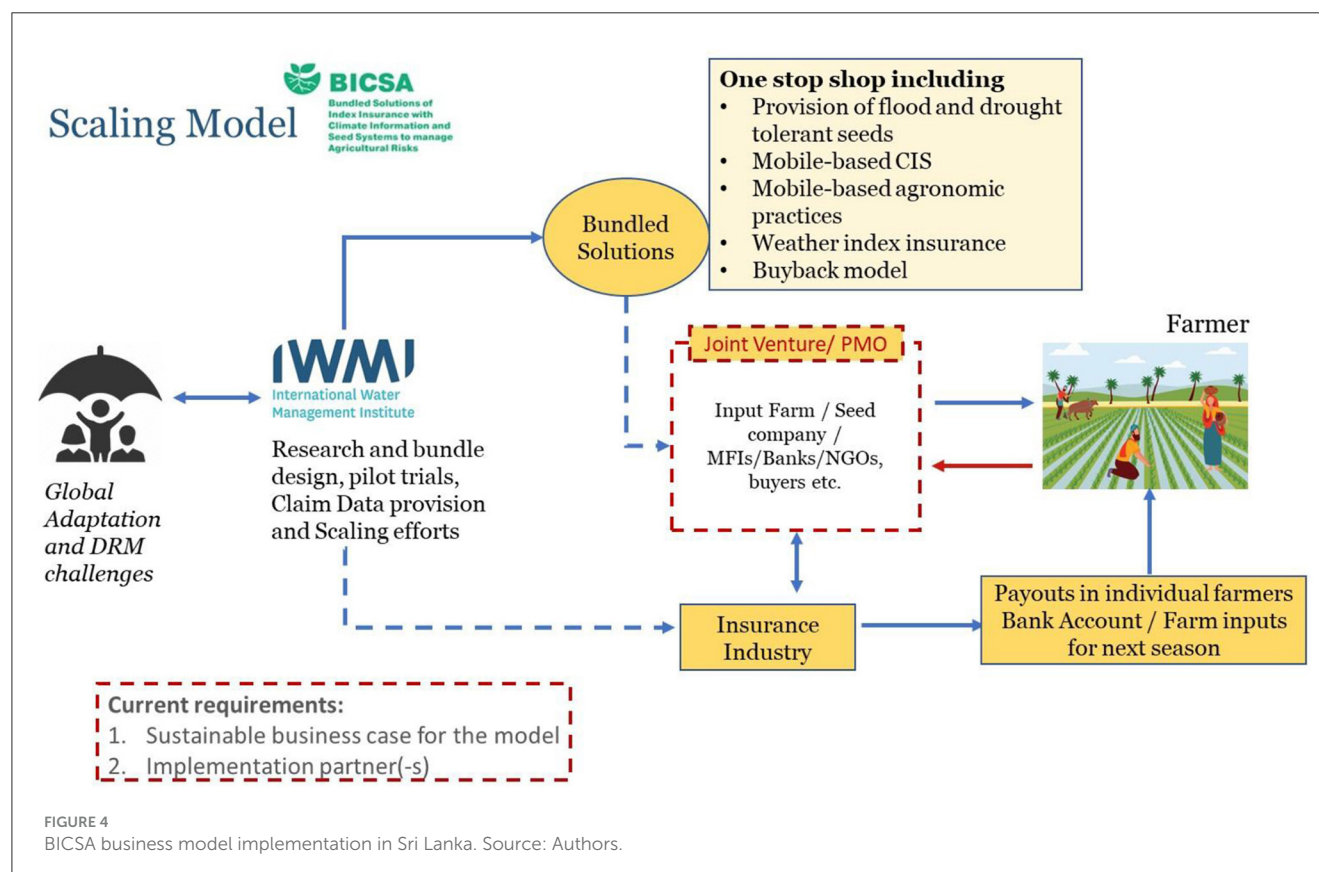 Scaling Model
BICSA
Bundled Solutions of
Index Insurance with
Climate Information and
Seed Systems to manage
Agricultural Risks
One stop shop including
• Provision of flood and drought
tolerant seeds
• Mobile-based CIS
• Mobile-based agronomic
practices
• Weather index insurance
• Buyback model
Bundled
Solutions
Global
Adaptation
and DRM
challenges
IWMI
International Water
Management Institute
Research and bundle
design, pilot trials,
Claim Data provision
and Scaling efforts
Joint Venture/ PMO
Input Farm / Seed
company /
MFIs/Banks/NGOs,
buyers etc.
Farmer
Insurance
Industry
Payouts in individual farmers
Bank Account / Farm inputs
for next season
Current requirements:
1. Sustainable business case for the model
2. Implementation partner(-s)
FIGURE 4
BICSA business model implementation in Sri Lanka. Source: Authors.